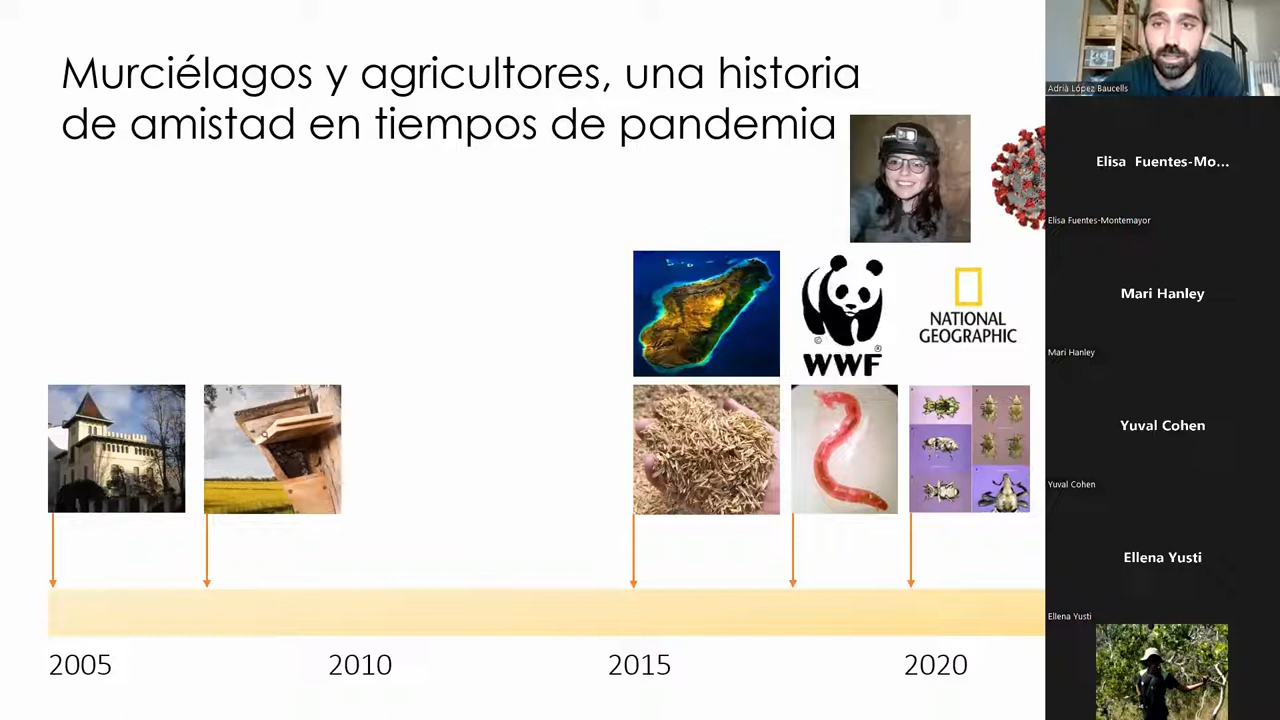 Murciélagos y agricultores, una historia
de amistad en tiempos de pandemia
WWF
NATIONAL
GEOGRAPHIC
2005
2010
2015
2020
Adrià López Baucells
Elisa Fuentes-Mo...
Elisa Fuentes-Montemayor
Mari Hanley
Mari Hanley
Yuval Cohen
Yuval Cohen
Ellena Yusti
Ellena Yusti